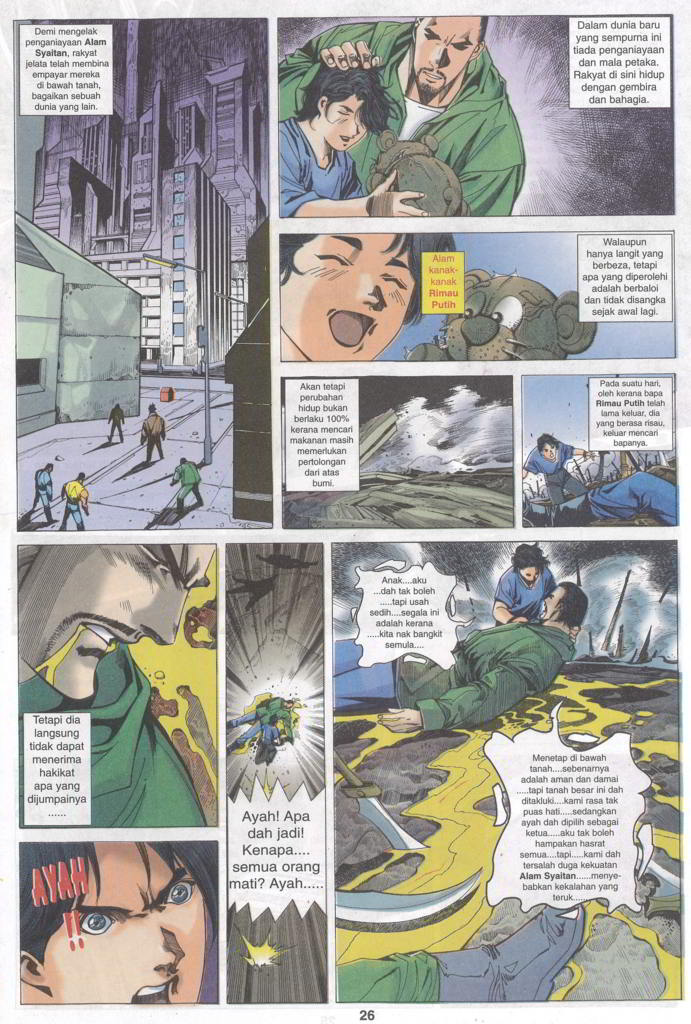 Demi mengelak
penganiayaan Alam
Syaitan, rakyat
jelata telah membina
empayar mereka
di bawah tanah,
bagaikan sebuah
dunia yang lain.
Dalam dunia baru
yang sempurna ini
tiada penganiayaan
dan mala petaka.
Rakyat di sini hidup
dengan gembira
dan bahagia.
Alam
kanak-
kanak
Rimau
Putih
Walaupun
hanya langit yang
berbeza, tetapi
apa yang diperolehi
adalah berbaloi
dan tidak disangka
sejak awal lagi.
Akan tetapi
perubahan
hidup bukan
berlaku 100%
kerana mencari
makanan masih
memerlukan
pertolongan
dari atas
bumi.
Pada suatu hari,
oleh kerana bapa
Rimau Putih telah
lama keluar, dia
yang berasa risau,
keluar mencari
bapanya.
Tetapi dia
langsung
tidak dapat
menerima
hakikat
apa yang
dijumpainya
......
AYAH
!!
Ayah! Apa
dah jadi!
Kenapa....
semua orang
mati? Ayah.....
Anak....aku
...dah tak boleh
.....tapi usah
sedih....segala ini
adalah kerana
.....kita nak bangkit
semula....
Menetap di bawah
tanah....sebenarnya
adalah aman dan damai
.....tapi tanah besar ini dah
ditakluki....kami rasa tak
puas hati.....sedangkan
ayah dah dipilih sebagai
ketua.....aku tak boleh
hampakan hasrat
semua....tapi.....kami dah
tersalah duga kekuatan
Alam Syaitan......menye-
babkan kekalahan yang
teruk.......
26